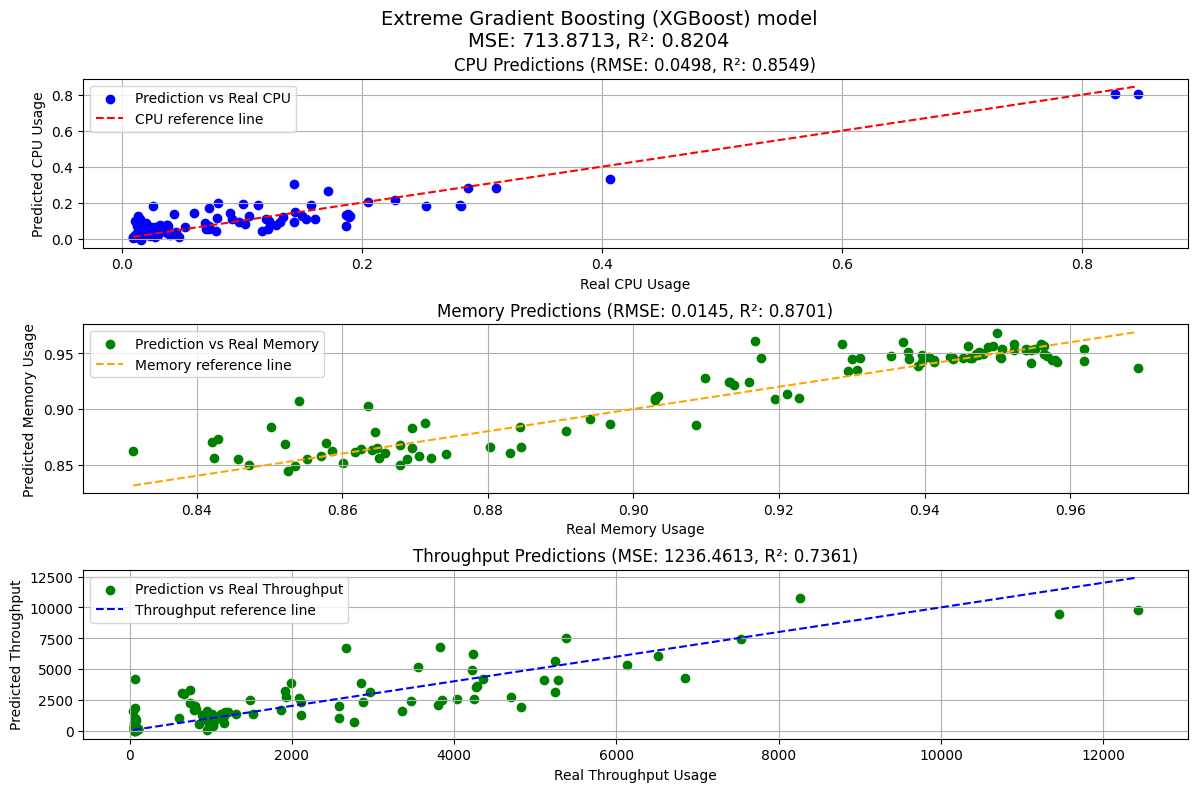 Extreme Gradient Boosting (XGBoost) model
MSE: 713.8713, R²: 0.8204
CPU Predictions (RMSE: 0.0498, R²: 0.8549)
Prediction vs Real CPU
CPU reference line
Predicted CPU Usage
0.8
0.6
0.4
0.2
0.0
0.0 0.2 0.4 0.6 0.8
Real CPU Usage
Memory Predictions (RMSE: 0.0145, R²: 0.8701)
Prediction vs Real Memory
Memory reference line
Predicted Memory Usage
0.95
0.90
0.85
0.84 0.86 0.88 0.90 0.92 0.94 0.96
Real Memory Usage
Throughput Predictions (MSE: 1236.4613, R²: 0.7361)
Prediction vs Real Throughput
Throughput reference line
Predicted Throughput
12500
10000
7500
5000
2500
0
0 2000 4000 6000 8000 10000 12000
Real Throughput Usage